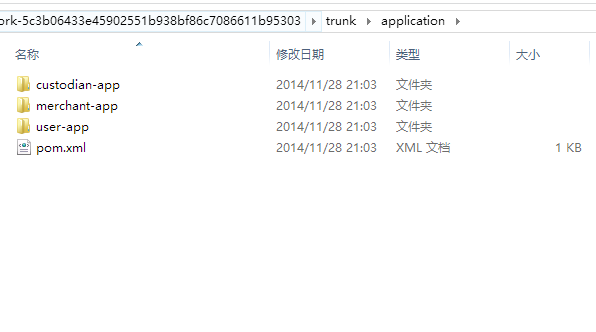 ork-5c3b06433e45902551b938bf86c7086611b95303 trunk application
名称 修改日期 类型 大小
custodian-app 2014/11/28 21:03 文件夹
merchant-app 2014/11/28 21:03 文件夹
user-app 2014/11/28 21:03 文件夹
pom.xml 2014/11/28 21:03 XML 文档 1 KB